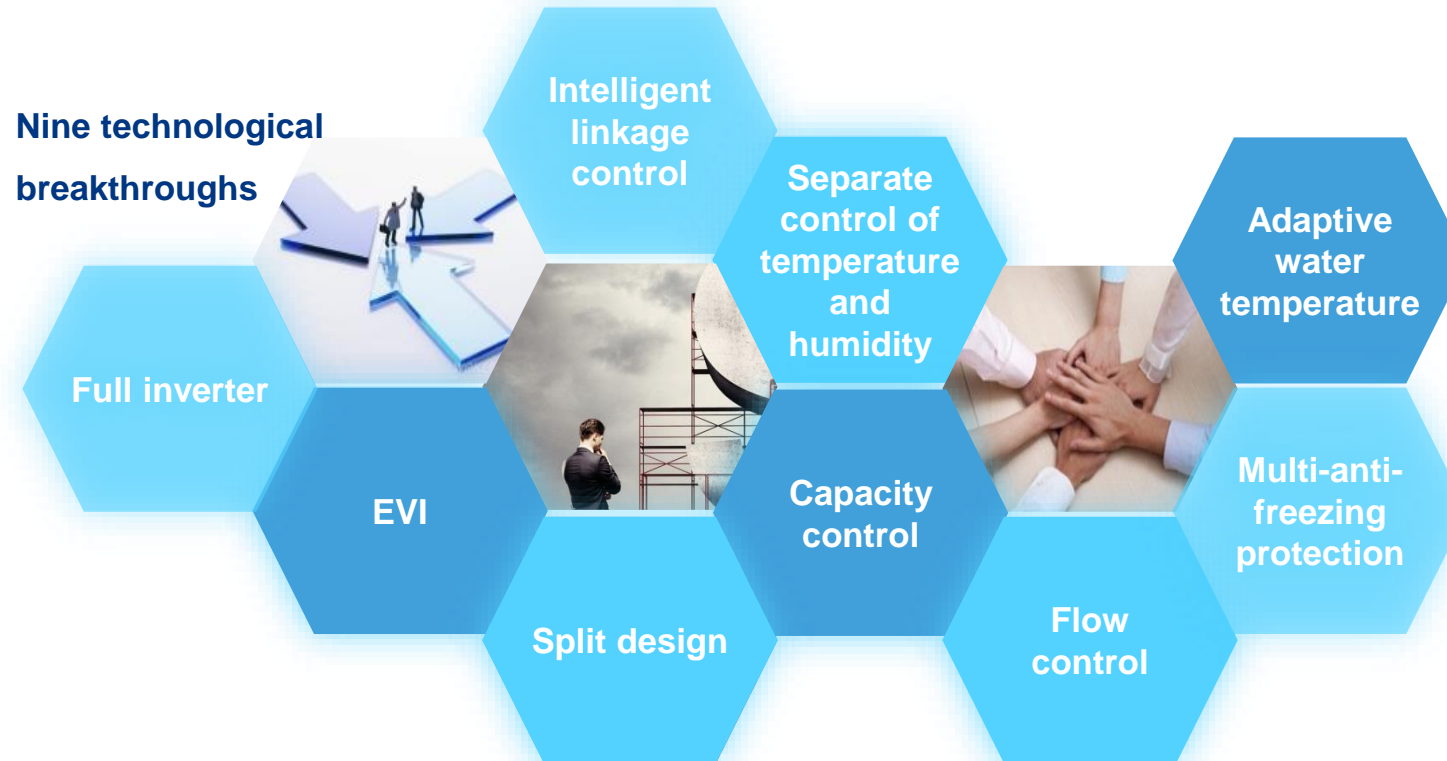 Nine technological
breakthroughs
Intelligent
linkage
control
Separate
control of
temperature
and
humidity
Adaptive
water
temperature
Full inverter
EVI
Capacity
control
Multi-anti-
freezing
protection
Split design
Flow
control